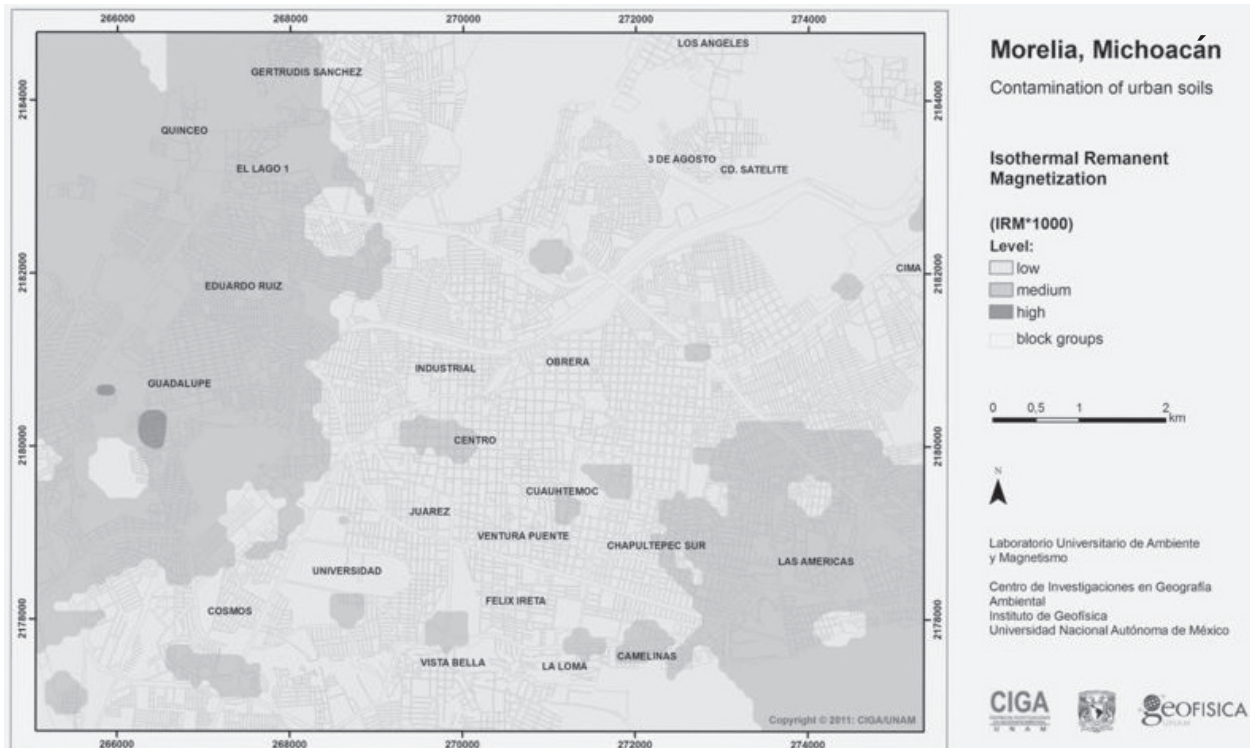 266000 268000 270000 272000 274000
2184000
2182000
2180000
2178000
2184000
2182000
2180000
2178000
LOS ANGELES
GERTRUDIS SANCHEZ
QUINCEO
3 DE AGOSTO
EL LAGO 1
CD. SATELITE
CIMA
EDUARDO RUIZ
OBRERA
INDUSTRIAL
GUADALUPE
CENTRO
CUAUHTEMOC
JUAREZ
VENTURA PUENTE
CHAPULTEPEC SUR
LAS AMERICAS
UNIVERSIDAD
FELIX IRETA
COSMOS
CAMELINAS
VISTA BELLA
LA LOMA
Copyright © 2011: CIGA/UNAM
266000 268000 270000 272000 274000
Morelia, Michoacán
Contamination of urban soils
Isothermal Remanent
Magnetization
(IRM*1000)
Level:
low
medium
high
block groups
0 0,5 1 2
km
N
Laboratorio Universitario de Ambiente
y Magnetismo
Centro de Investigaciones en Geografía
Ambiental
Instituto de Geofísica
Universidad Nacional Autónoma de México
CIGA
UNAM
GEOFISICA
UNAM